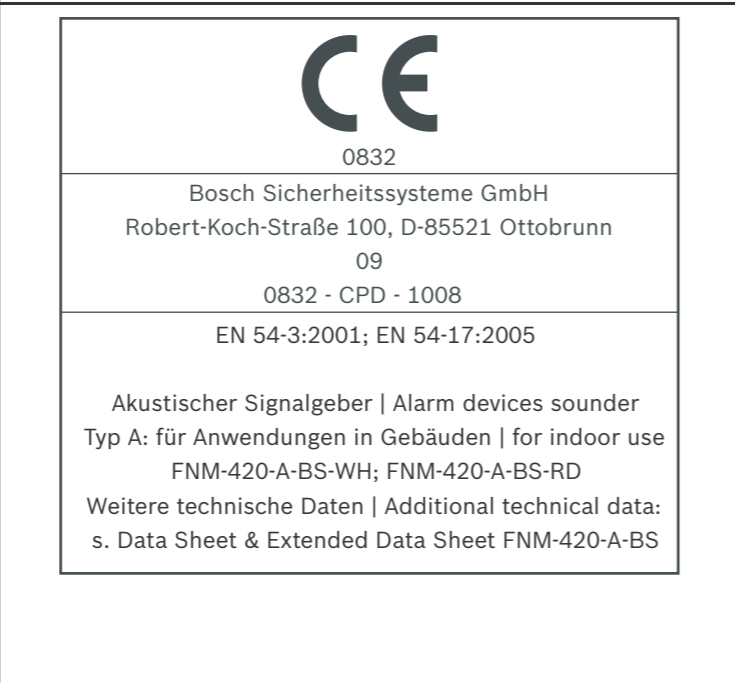 CE
0832
Bosch Sicherheitssysteme GmbH
Robert-Koch-Straße 100, D-85521 Ottobrunn
09
0832 - CPD - 1008
EN 54-3:2001; EN 54-17:2005
Akustischer Signalgeber | Alarm devices sounder
Typ A: für Anwendungen in Gebäuden | for indoor use
FNM-420-A-BS-WH; FNM-420-A-BS-RD
Weitere technische Daten | Additional technical data:
s. Data Sheet & Extended Data Sheet FNM-420-A-BS